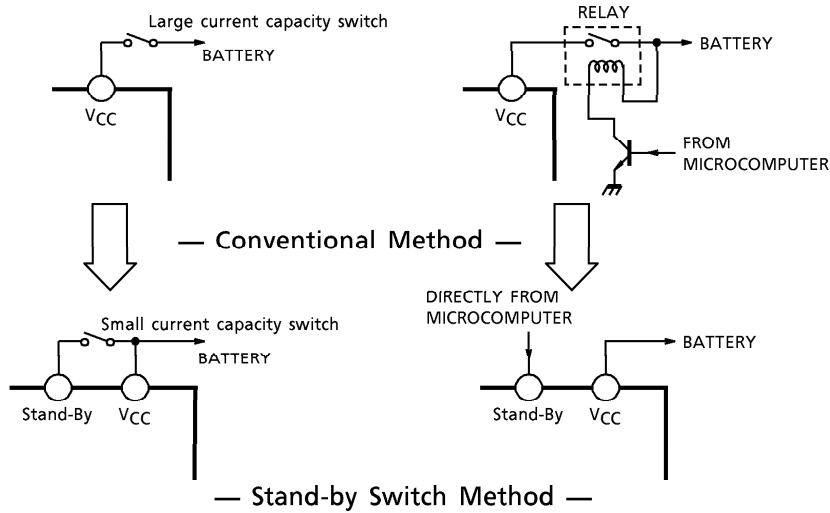 Large current capacity switch
BATTERY
VCC
RELAY
BATTERY
VCC
FROM
MICROCOMPUTER
— Conventional Method —
Small current capacity switch
BATTERY
Stand-By
VCC
DIRECTLY FROM
MICROCOMPUTER
BATTERY
Stand-By
VCC
— Stand-by Switch Method —